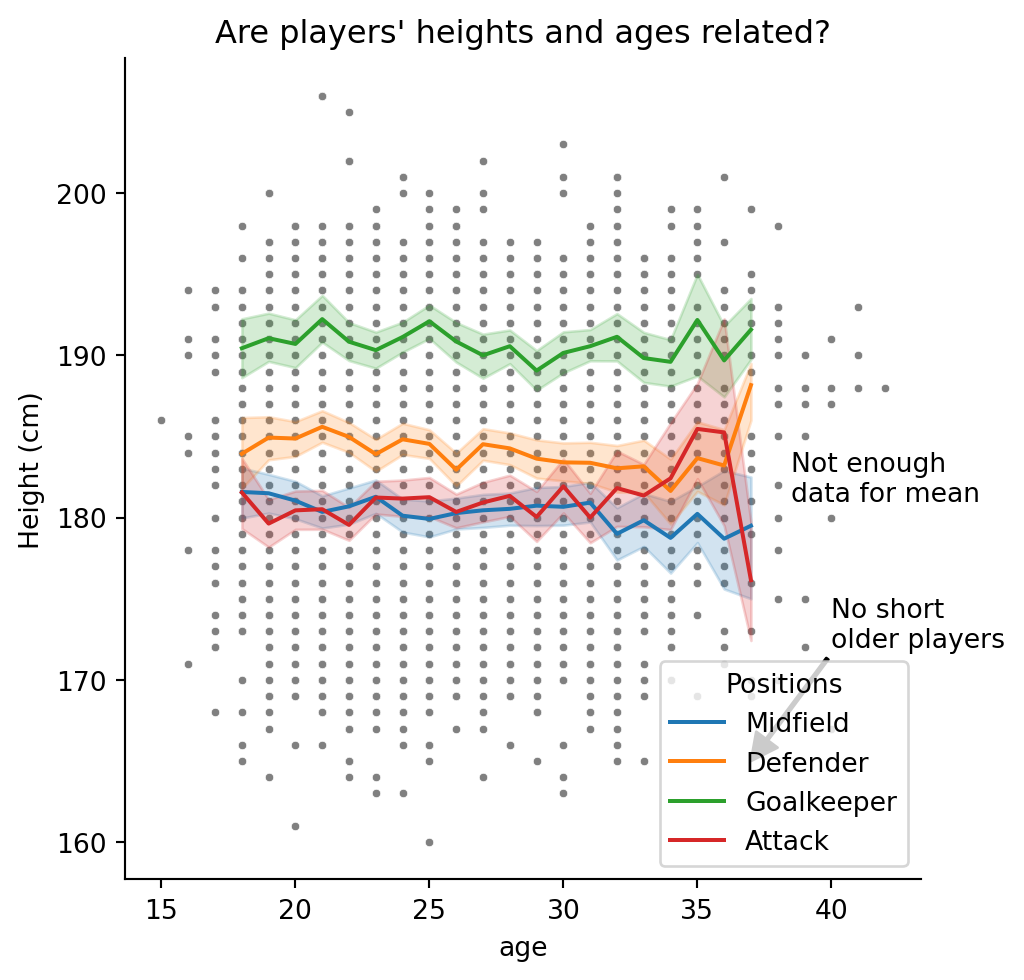 Are players' heights and ages related?
Height (cm)
200
190
180
170
160
Not enough
data for mean
No short
older players
Positions
Midfield
Defender
Goalkeeper
Attack
15
20
25
30
35
40
age